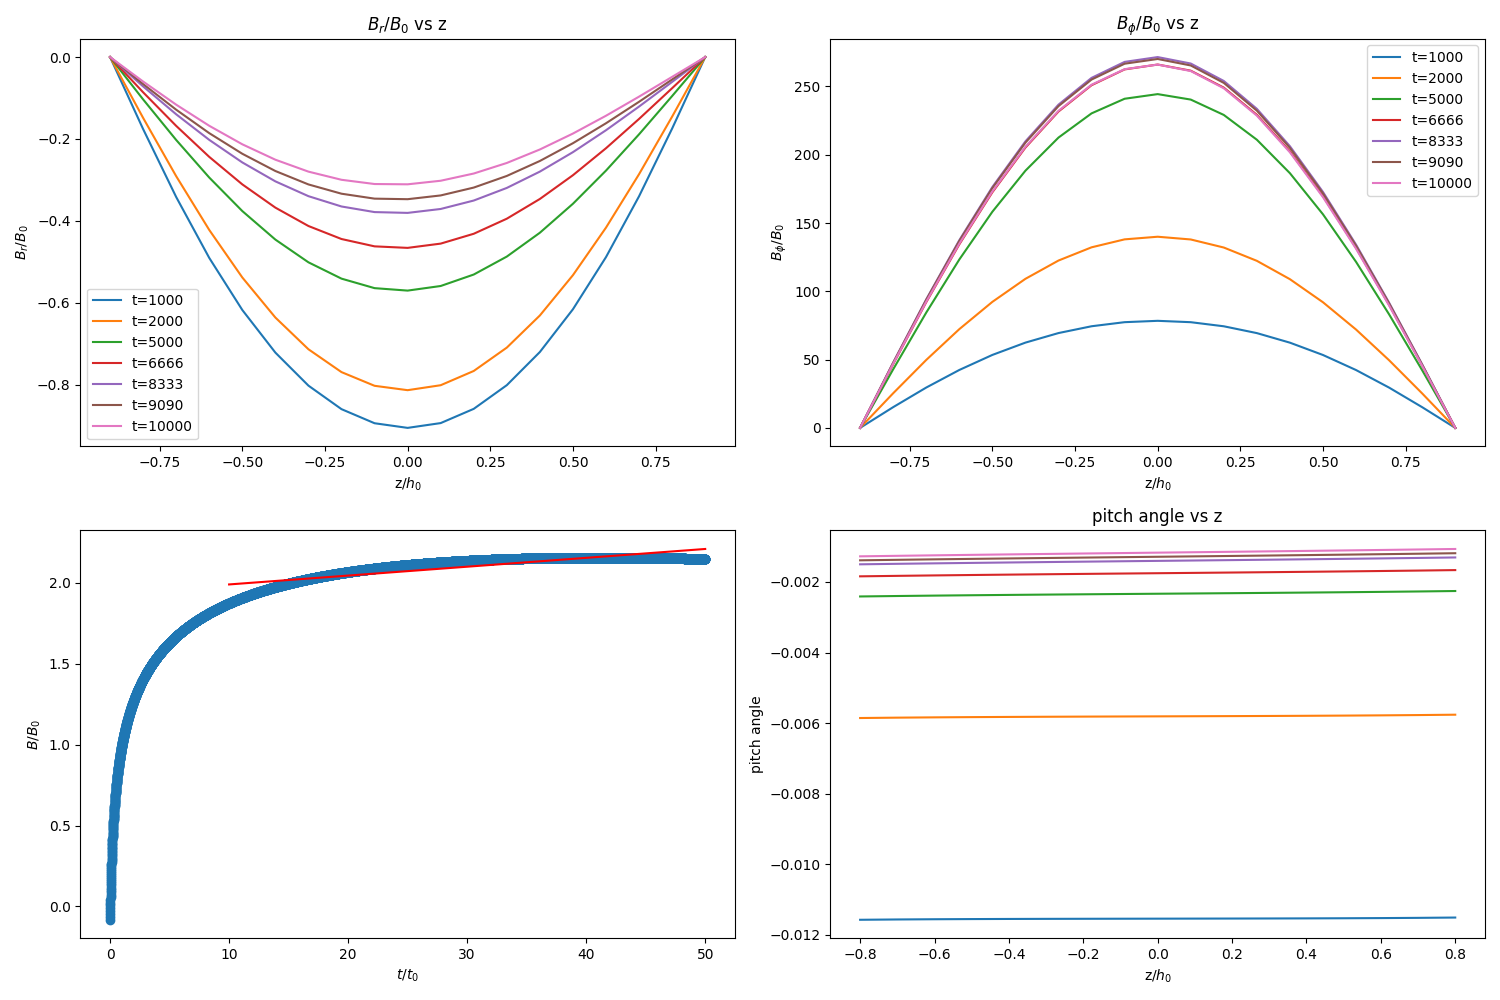 $B_r/B_0$ vs z
0.0
−0.2
−0.4
−0.6
−0.8
$B_r/B_0$
t=1000
t=2000
t=5000
t=6666
t=8333
t=9090
t=10000
−0.75
−0.50
−0.25
0.00
0.25
0.50
0.75
z/$h_0$
$B_\phi/B_0$ vs z
250
200
150
100
50
0
$B_\phi/B_0$
t=1000
t=2000
t=5000
t=6666
t=8333
t=9090
t=10000
−0.75
−0.50
−0.25
0.00
0.25
0.50
0.75
z/$h_0$
2.0
1.5
1.0
0.5
0.0
$B/B_0$
0
10
20
30
40
50
$t/t_0$
pitch angle vs z
−0.002
−0.004
−0.006
−0.008
−0.010
−0.012
pitch angle
−0.8
−0.6
−0.4
−0.2
0.0
0.2
0.4
0.6
0.8
z/$h_0$